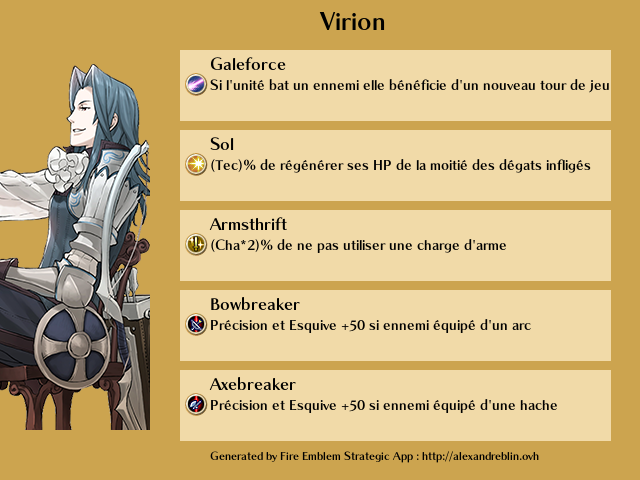 Virion
Galeforce
Si l'unité bat un ennemi elle bénéficie d'un nouveau tour de jeu
Sol
(Tec)% de régénérer ses HP de la moitié des dégats infligés
Armsthrift
(Cha*2)% de ne pas utiliser une charge d'arme
Bowbreaker
Précision et Esquive +50 si ennemi équipé d'un arc
Axebreaker
Précision et Esquive +50 si ennemi équipé d'une hache
Generated by Fire Emblem Strategic App : http://alexandreblin.ovh